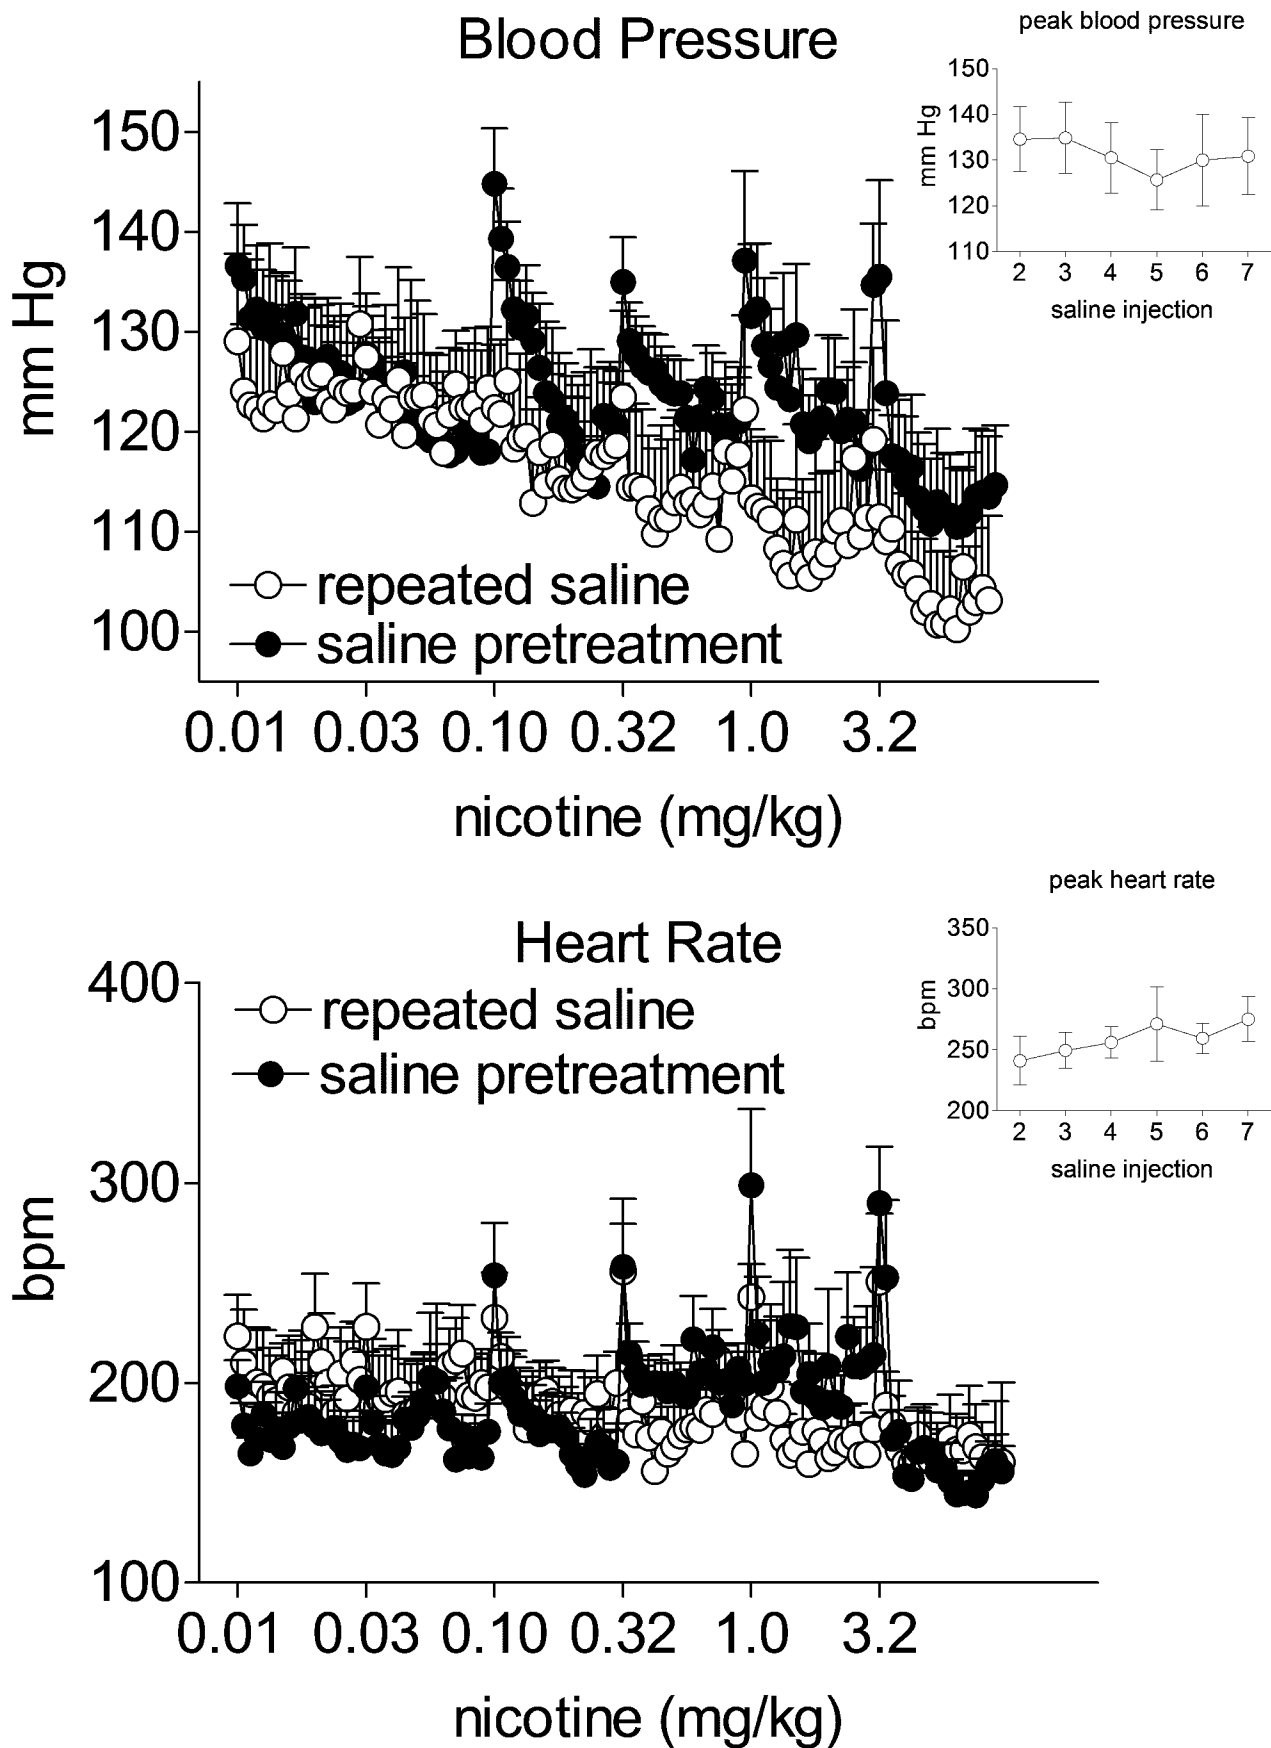 Blood Pressure
peak blood pressure
150
140
130
120
110
100
mm Hg
150
140
130
120
110
mm Hg
2 3 4 5 6 7
saline injection
repeated saline
saline pretreatment
0.01 0.03 0.10 0.32 1.0 3.2
nicotine (mg/kg)
peak heart rate
Heart Rate
350
300
250
200
bpm
2 3 4 5 6 7
saline injection
400
300
200
100
bpm
repeated saline
saline pretreatment
0.01 0.03 0.10 0.32 1.0 3.2
nicotine (mg/kg)